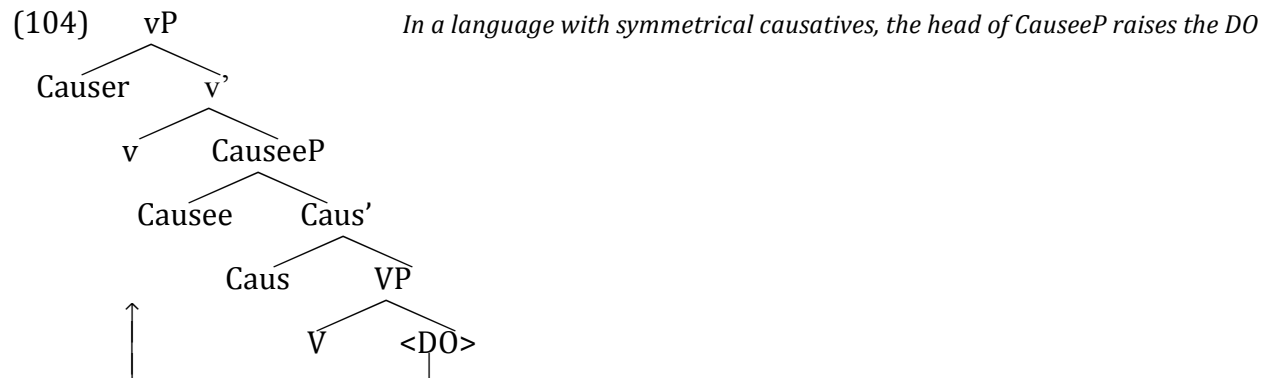 (104) vP In a language with symmetrical causatives, the head of CauseeP raises the DO
Causer v’
v CauseeP
Causee Caus’
Caus VP
V <DO>